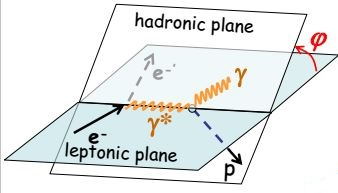 hadronic plane
φ
e-'
γ
γ*
e-
leptonic plane
p